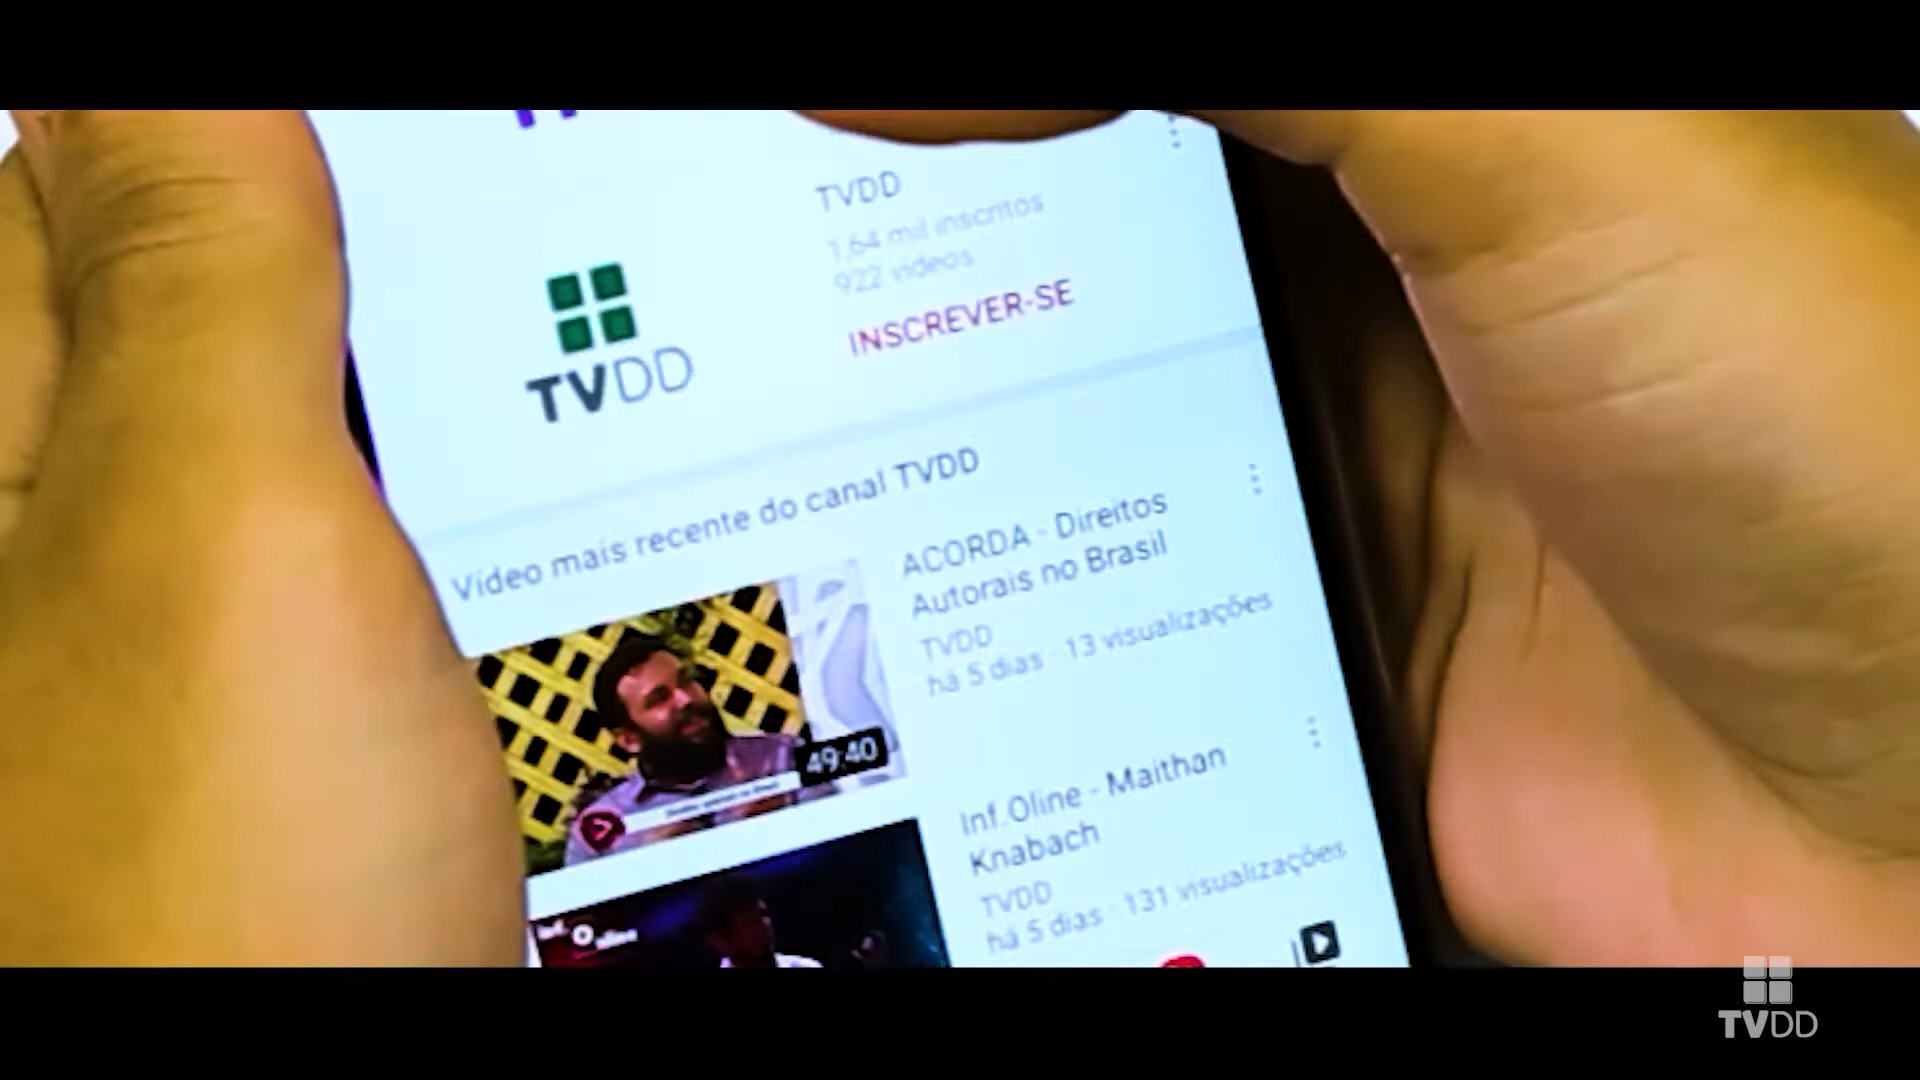 TVDD
1,64 mil inscritos
922 vídeos
INSCREVER-SE
TVDD
Vídeo mais recente do canal TVDD
ACORDA - Direitos
Autorais no Brasil
TVDD
há 5 dias · 13 visualizações
49:40
Inf.Oline - Maithan
Knabach
TVDD
há 5 dias · 131 visualizações
inf. Oline
TVDD